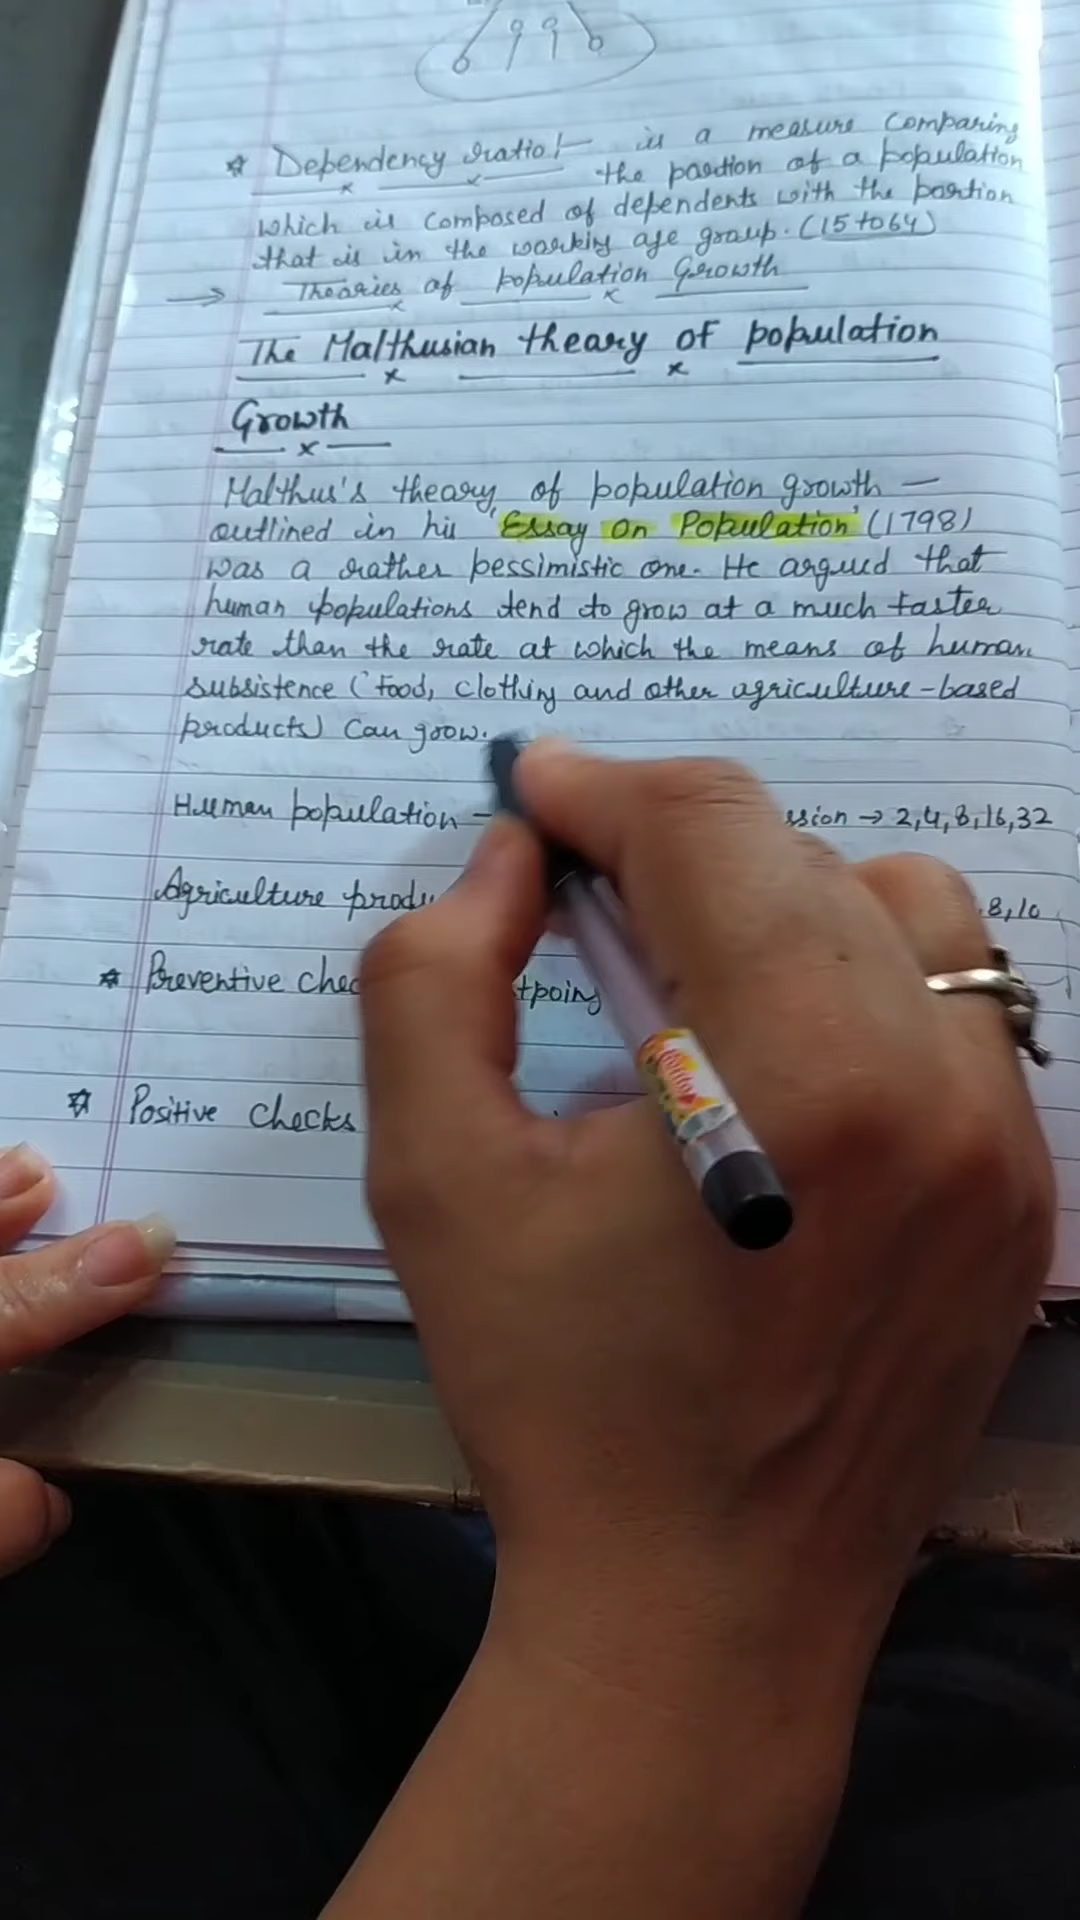 * Dependency ratio!- is a measure comparing
the portion of a population
which is composed of dependents with the portion
that is in the working age group. (15 to 64)
→ Theories of population Growth
The Malthusian theory of population
Growth
Malthus's theory of population growth —
outlined in his 'Essay on Population' (1798)
was a rather pessimistic one. He argued that
human populations tend to grow at a much faster
rate than the rate at which the means of human
subsistence (food, clothing and other agriculture-based
products) can grow.
Human population - ssion → 2,4,8,16,32
Agriculture produ 8,10
* Preventive chec tponing
* Positive checks